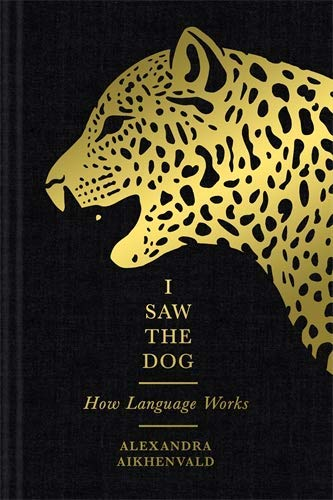 I
SAW
THE
DOG
How Language Works
ALEXANDRA
AIKHENVALD